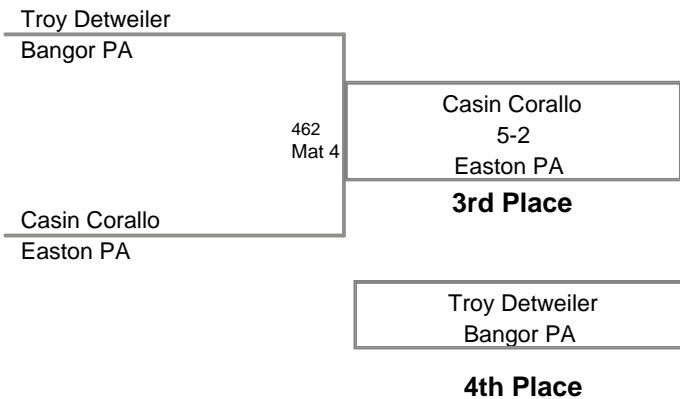 Troy Detweiler
Bangor PA
462
Mat 4
Casin Corallo
5-2
Easton PA
3rd Place
Casin Corallo
Easton PA
Troy Detweiler
Bangor PA
4th Place